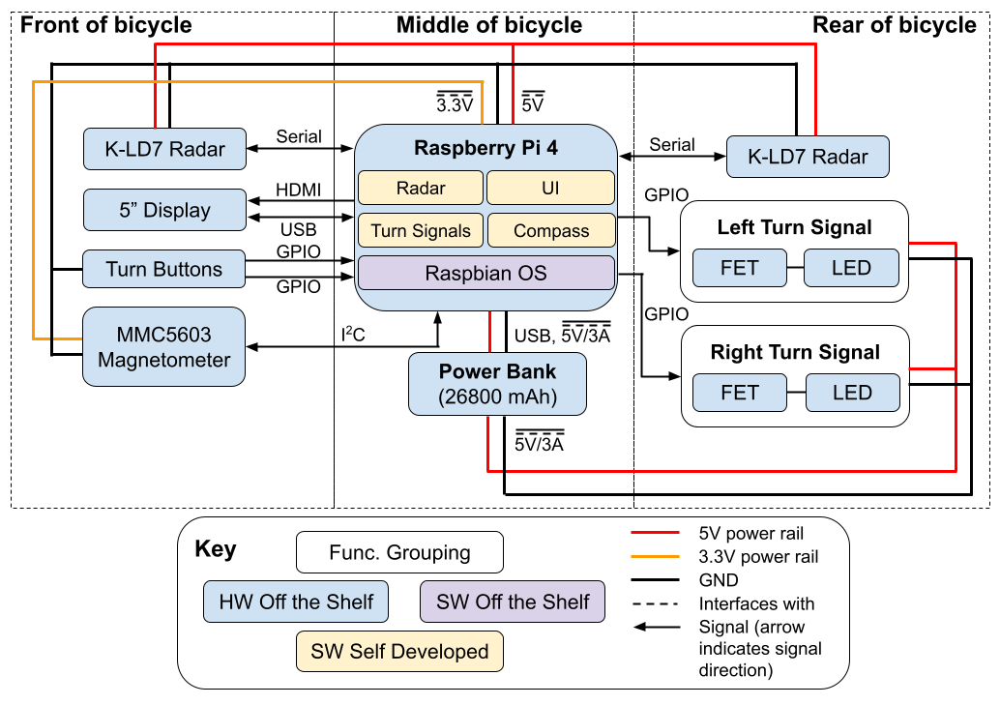 Front of bicycle
Middle of bicycle
Rear of bicycle
3.3V
5V
K-LD7 Radar
Serial
Raspberry Pi 4
Serial
K-LD7 Radar
Radar
UI
HDMI
5” Display
USB
Turn Signals
Compass
GPIO
Left Turn Signal
FET
LED
GPIO
Turn Buttons
GPIO
Raspbian OS
GPIO
MMC5603
Magnetometer
I²C
USB, 5V/3A
Right Turn Signal
FET
LED
Power Bank
(26800 mAh)
5V/3A
Key
Func. Grouping
HW Off the Shelf
SW Off the Shelf
SW Self Developed
5V power rail
3.3V power rail
GND
Interfaces with
Signal (arrow
indicates signal
direction)